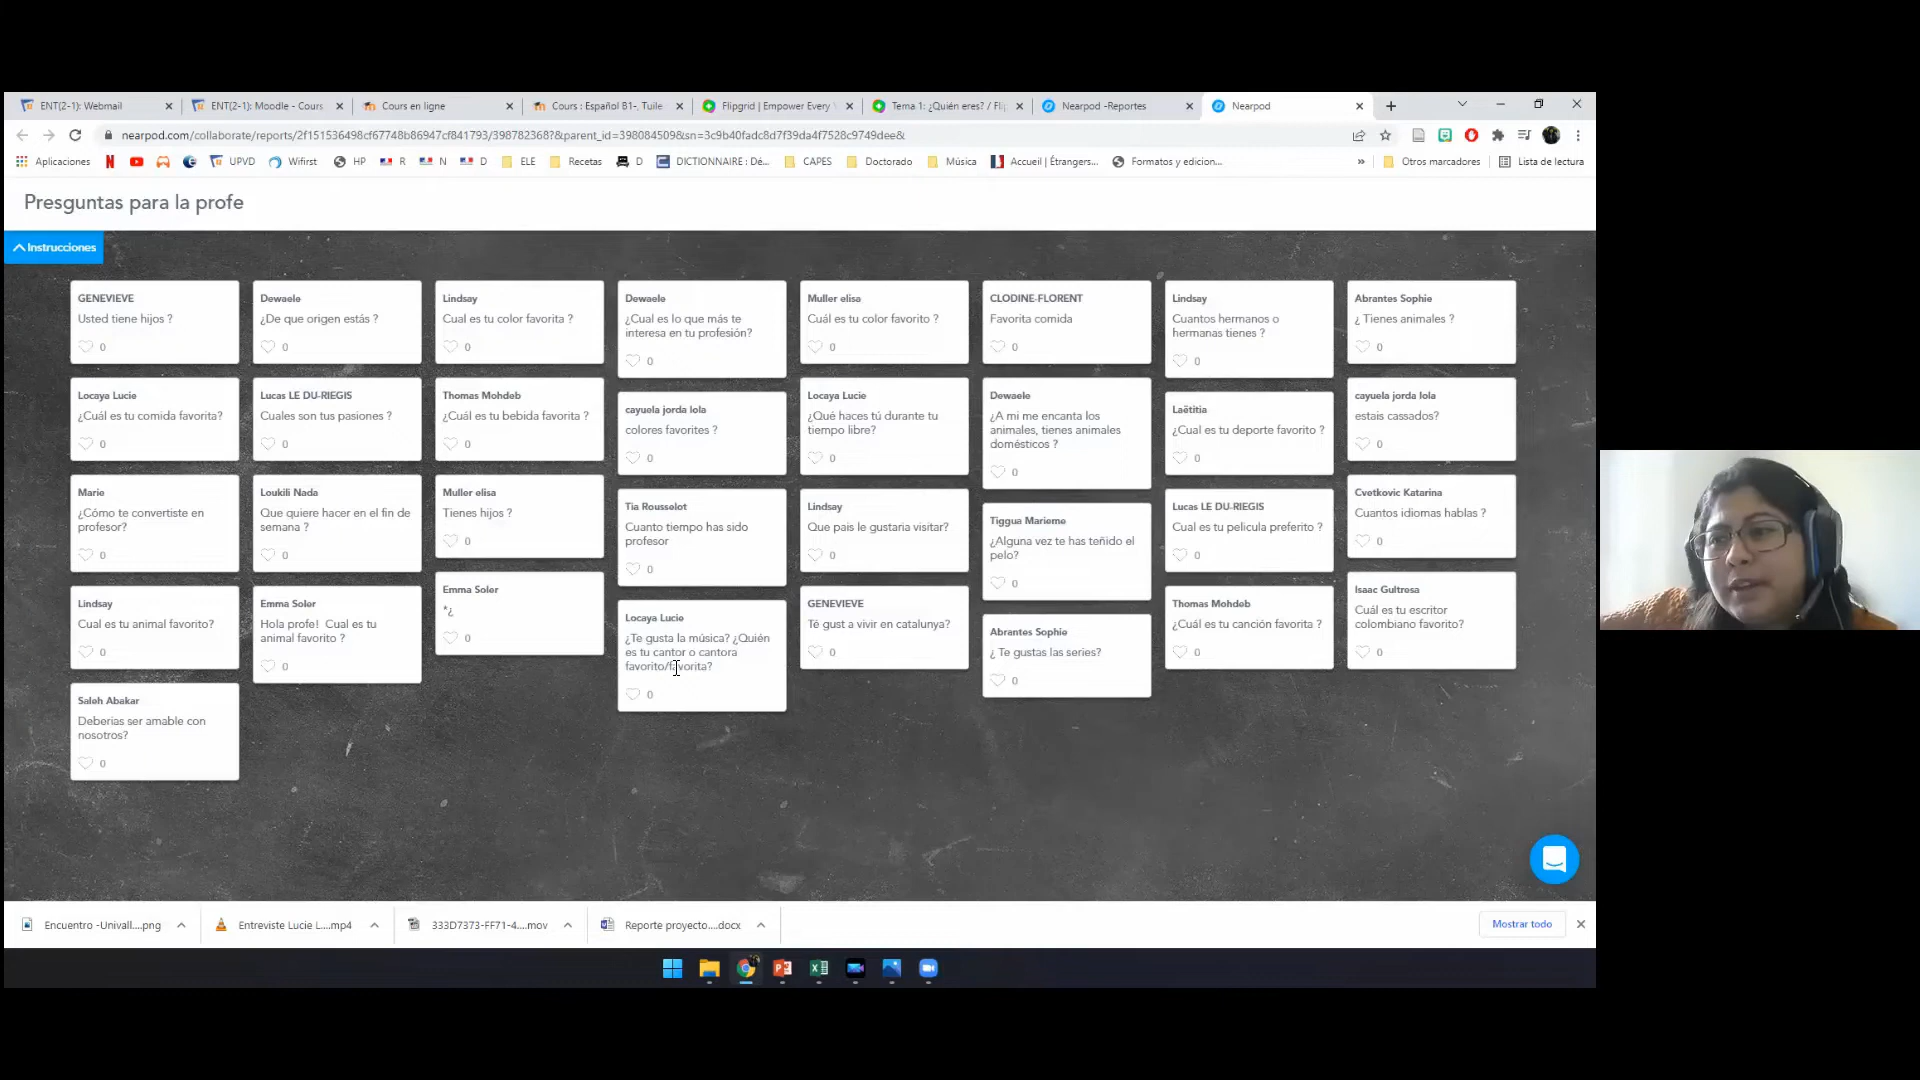 ENT(2-1): Webmail
ENT(2-1): Moodle - Cours
Cours en ligne
Cours : Español B1-. Tuile
Flipgrid | Empower Every
Tema 1: ¿Quién eres? / Fli
Nearpod -Reportes
Nearpod
nearpod.com/collaborate/reports/2f151536498cf67748b86947cf841793/398782368?&parent_id=398084509&sn=3c9b40fadc8d7f39da4f7528c9749dee&
Aplicaciones
UPVD
Wifirst
HP
R
N
D
ELE
Recetas
D
DICTIONNAIRE : Dé...
CAPES
Doctorado
Música
Accueil | Étrangers...
Formatos y edicion...
»
Otros marcadores
Lista de lectura
Presguntas para la profe
Instrucciones
GENEVIEVE
Usted tiene hijos ?
0
Locaya Lucie
¿Cuál es tu comida favorita?
0
Marie
¿Cómo te convertiste en
profesor?
0
Lindsay
Cual es tu animal favorito?
0
Saleh Abakar
Deberias ser amable con
nosotros?
0
Dewaele
¿De que origen estás ?
0
Lucas LE DU-RIEGIS
Cuales son tus pasiones ?
0
Loukili Nada
Que quiere hacer en el fin de
semana ?
0
Emma Soler
Hola profe! Cual es tu
animal favorito ?
0
Lindsay
Cual es tu color favorita ?
0
Thomas Mohdeb
¿Cuál es tu bebida favorita ?
0
Muller elisa
Tienes hijos ?
0
Emma Soler
*¿
0
Dewaele
¿Cual es lo que más te
interesa en tu profesión?
0
cayuela jorda lola
colores favorites ?
0
Tia Rousselot
Cuanto tiempo has sido
profesor
0
Locaya Lucie
¿Te gusta la música? ¿Quién
es tu cantor o cantora
favorito/favorita?
0
Muller elisa
Cuál es tu color favorito ?
0
Locaya Lucie
¿Qué haces tú durante tu
tiempo libre?
0
Lindsay
Que pais le gustaria visitar?
0
GENEVIEVE
Té gust a vivir en catalunya?
0
CLODINE-FLORENT
Favorita comida
0
Dewaele
¿A mi me encanta los
animales, tienes animales
domésticos ?
0
Tiggua Marieme
¿Alguna vez te has teñido el
pelo?
0
Abrantes Sophie
¿ Te gustas las series?
0
Lindsay
Cuantos hermanos o
hermanas tienes ?
0
Laëtitia
¿Cual es tu deporte favorito ?
0
Lucas LE DU-RIEGIS
Cual es tu pelicula preferito ?
0
Thomas Mohdeb
¿Cuál es tu canción favorita ?
0
Abrantes Sophie
¿ Tienes animales ?
0
cayuela jorda lola
estais cassados?
0
Cvetkovic Katarina
Cuantos idiomas hablas ?
0
Isaac Gultresa
Cuál es tu escritor
colombiano favorito?
0
Encuentro -Univall....png
Entreviste Lucie L....mp4
333D7373-FF71-4....mov
Reporte proyecto....docx
Mostrar todo